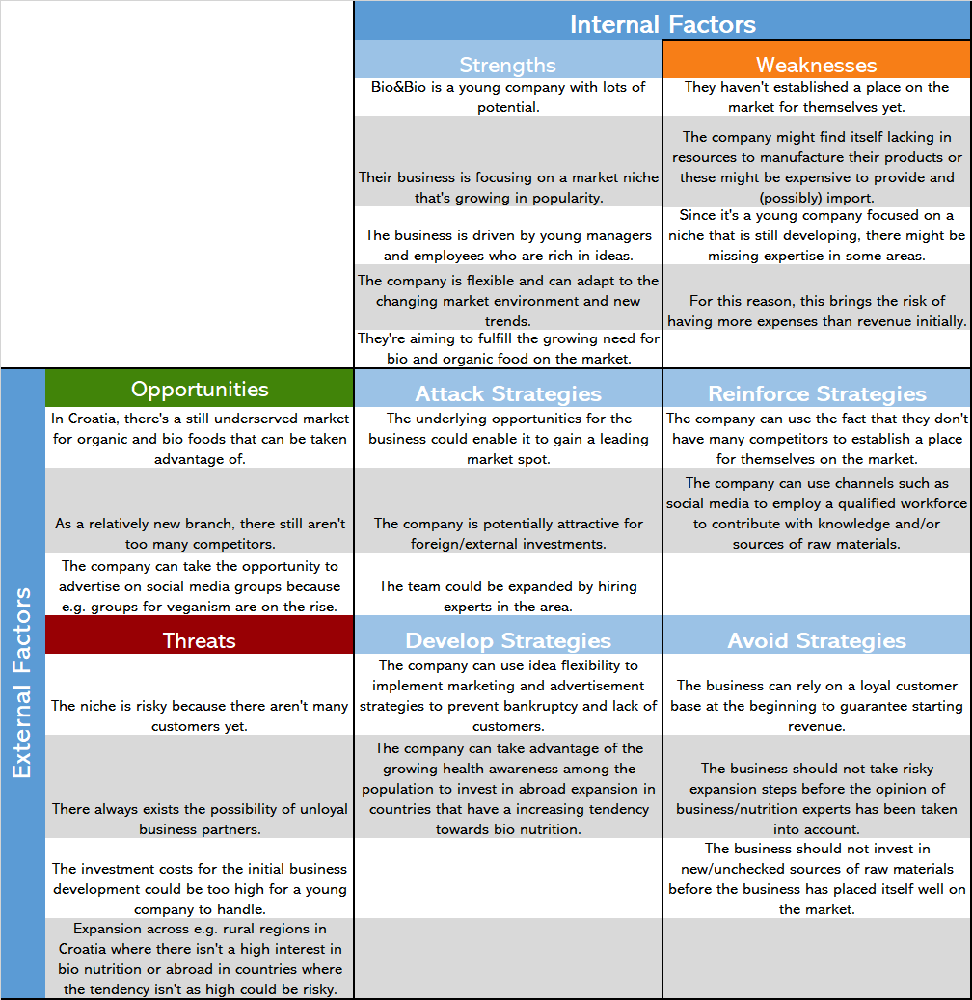 Internal Factors
Strengths
Weaknesses
Bio&Bio is a young company with lots of
potential.
They haven't established a place on the
market for themselves yet.
Their business is focusing on a market niche
that's growing in popularity.
The company might find itself lacking in
resources to manufacture their products or
these might be expensive to provide and
(possibly) import.
The business is driven by young managers
and employees who are rich in ideas.
Since it's a young company focused on a
niche that is still developing, there might be
missing expertise in some areas.
The company is flexible and can adapt to the
changing market environment and new
trends.
For this reason, this brings the risk of
having more expenses than revenue initially.
They're aiming to fulfill the growing need for
bio and organic food on the market.
External Factors
Opportunities
Attack Strategies
Reinforce Strategies
In Croatia, there's a still underserved market
for organic and bio foods that can be taken
advantage of.
The underlying opportunities for the
business could enable it to gain a leading
market spot.
The company can use the fact that they don't
have many competitors to establish a place
for themselves on the market.
As a relatively new branch, there still aren't
too many competitors.
The company is potentially attractive for
foreign/external investments.
The company can use channels such as
social media to employ a qualified workforce
to contribute with knowledge and/or
sources of raw materials.
The company can take the opportunity to
advertise on social media groups because
e.g. groups for veganism are on the rise.
The team could be expanded by hiring
experts in the area.
Threats
Develop Strategies
Avoid Strategies
The niche is risky because there aren't many
customers yet.
The company can use idea flexibility to
implement marketing and advertisement
strategies to prevent bankruptcy and lack of
customers.
The business can rely on a loyal customer
base at the beginning to guarantee starting
revenue.
There always exists the possibility of unloyal
business partners.
The company can take advantage of the
growing health awareness among the
population to invest in abroad expansion in
countries that have a increasing tendency
towards bio nutrition.
The business should not take risky
expansion steps before the opinion of
business/nutrition experts has been taken
into account.
The investment costs for the initial business
development could be too high for a young
company to handle.
The business should not invest in
new/unchecked sources of raw materials
before the business has placed itself well on
the market.
Expansion across e.g. rural regions in
Croatia where there isn't a high interest in
bio nutrition or abroad in countries where
the tendency isn't as high could be risky.